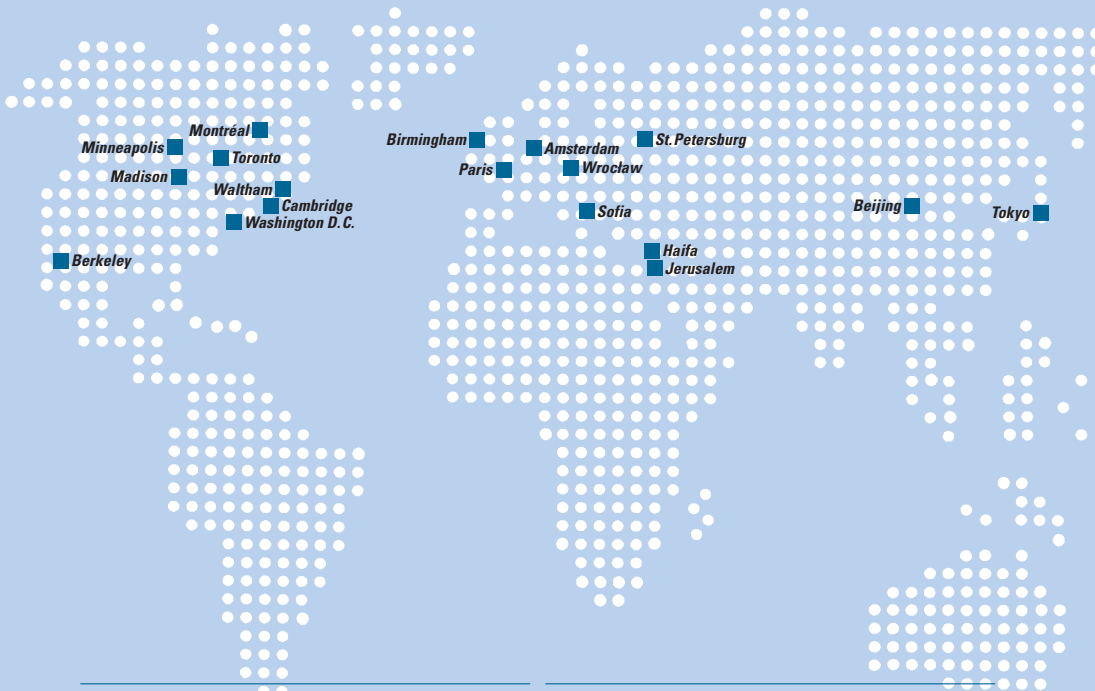 Montréal
Minneapolis
Toronto
Madison
Waltham
Cambridge
Washington D.C.
Berkeley
Birmingham
Amsterdam
St.Petersburg
Paris
Wrocław
Sofia
Haifa
Jerusalem
Beijing
Tokyo